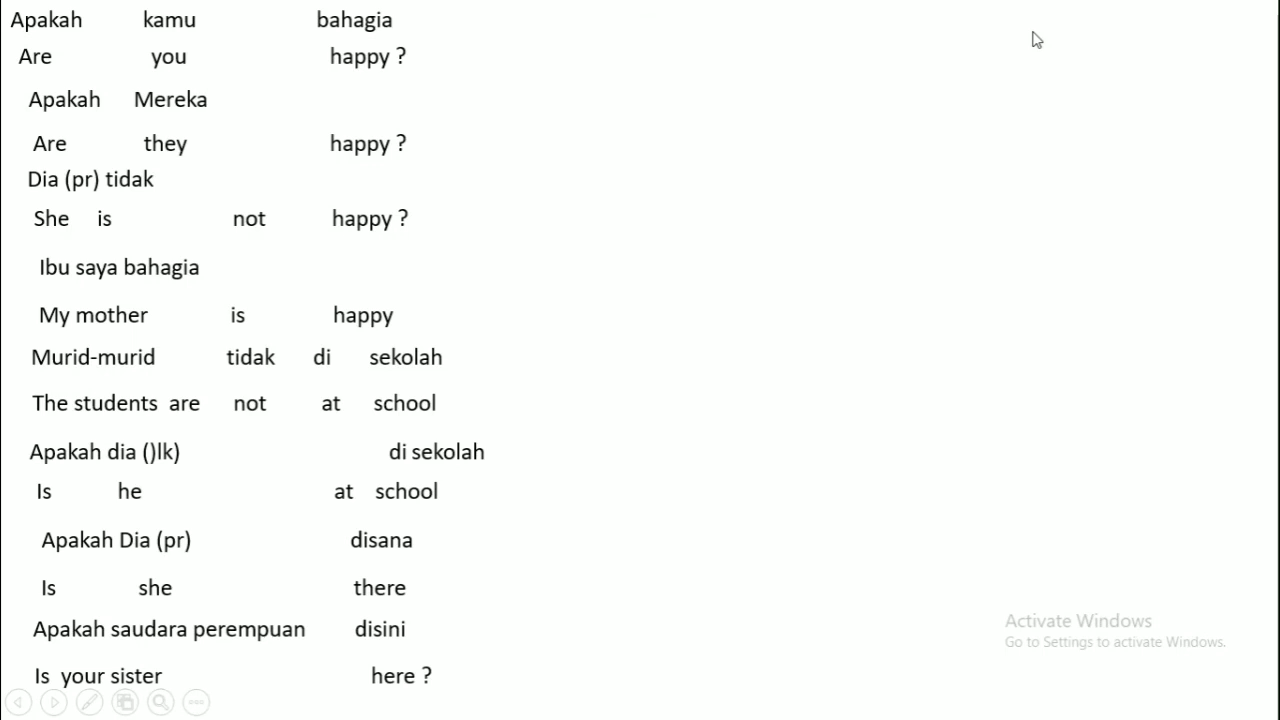 Apakah kamu bahagia
Are you happy ?
Apakah Mereka
Are they happy ?
Dia (pr) tidak
She is not happy ?
Ibu saya bahagia
My mother is happy
Murid-murid tidak di sekolah
The students are not at school
Apakah dia ()lk) di sekolah
Is he at school
Apakah Dia (pr) disana
Is she there
Apakah saudara perempuan disini
Is your sister here ?
Activate Windows
Go to Settings to activate Windows.